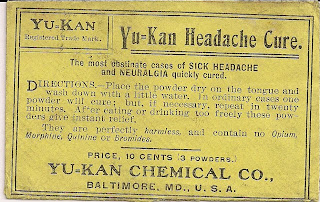 YU-KAN
Registered Trade Mark.
Yu=Kan Headache Cure.
The most obstinate cases of SICK HEADACHE
and NEURALGIA quickly cured.
DIRECTIONS.—Place the powder dry on the tongue and
wash down with a little water. In ordinary cases one
powder will cure; but, if necessary, repeat in twenty
minutes. After eating or drinking too freely these pow-
ders give instant relief.
They are perfectly harmless, and contain no Opium,
Morphine, Quinine or Bromides.
PRICE, 10 CENTS (3 POWDERS.)
YU-KAN CHEMICAL CO.,
BALTIMORE, MD., U. S. A.